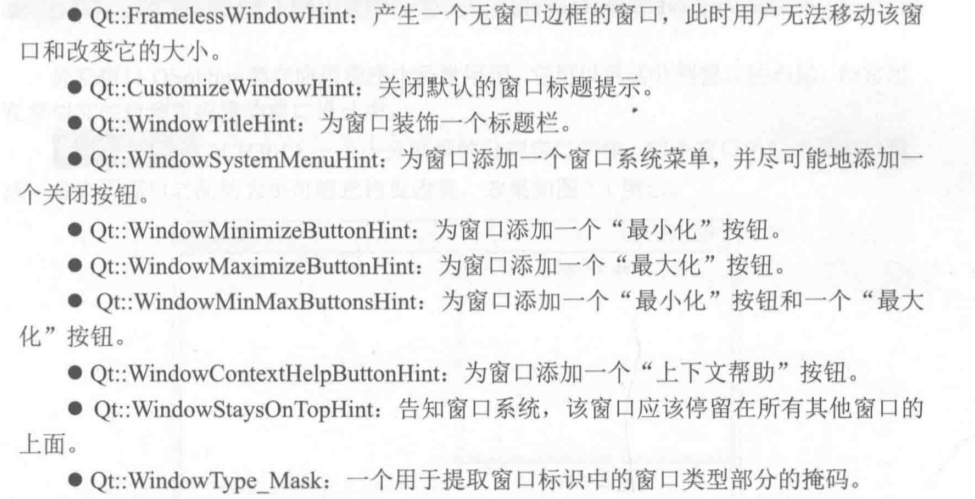 ● Qt::FramelessWindowHint：产生一个无窗口边框的窗口，此时用户无法移动该窗
口和改变它的大小。
● Qt::CustomizeWindowHint：关闭默认的窗口标题提示。
● Qt::WindowTitleHint：为窗口装饰一个标题栏。
● Qt::WindowSystemMenuHint：为窗口添加一个窗口系统菜单，并尽可能地添加一
个关闭按钮。
● Qt::WindowMinimizeButtonHint：为窗口添加一个“最小化”按钮。
● Qt::WindowMaximizeButtonHint：为窗口添加一个“最大化”按钮。
● Qt::WindowMinMaxButtonsHint：为窗口添加一个“最小化”按钮和一个“最大
化”按钮。
● Qt::WindowContextHelpButtonHint：为窗口添加一个“上下文帮助”按钮。
● Qt::WindowStaysOnTopHint：告知窗口系统，该窗口应该停留在所有其他窗口的
上面。
● Qt::WindowType_Mask：一个用于提取窗口标识中的窗口类型部分的掩码。